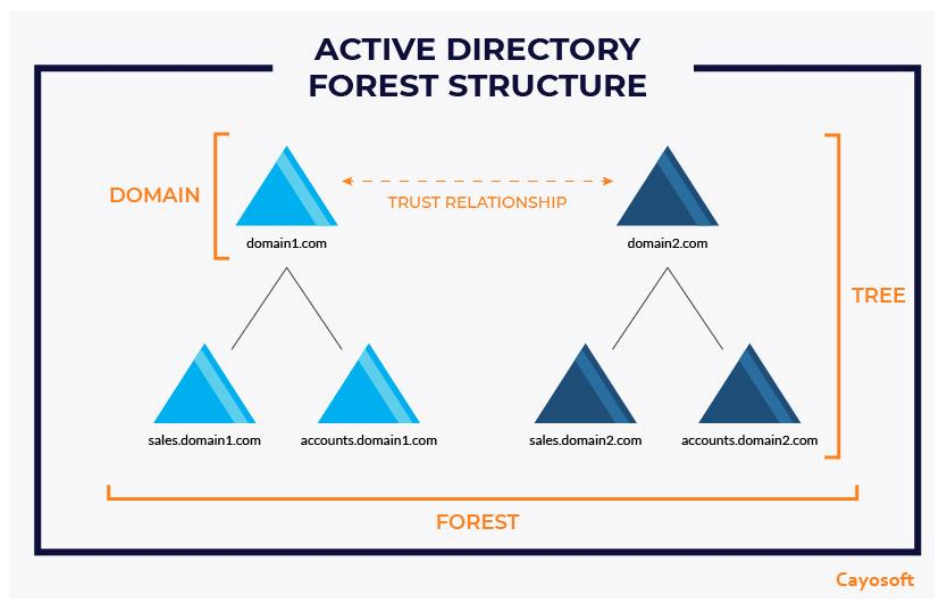 ACTIVE DIRECTORY
FOREST STRUCTURE
DOMAIN
TRUST RELATIONSHIP
domain1.com
domain2.com
TREE
sales.domain1.com
accounts.domain1.com
sales.domain2.com
accounts.domain2.com
FOREST
Cayosoft